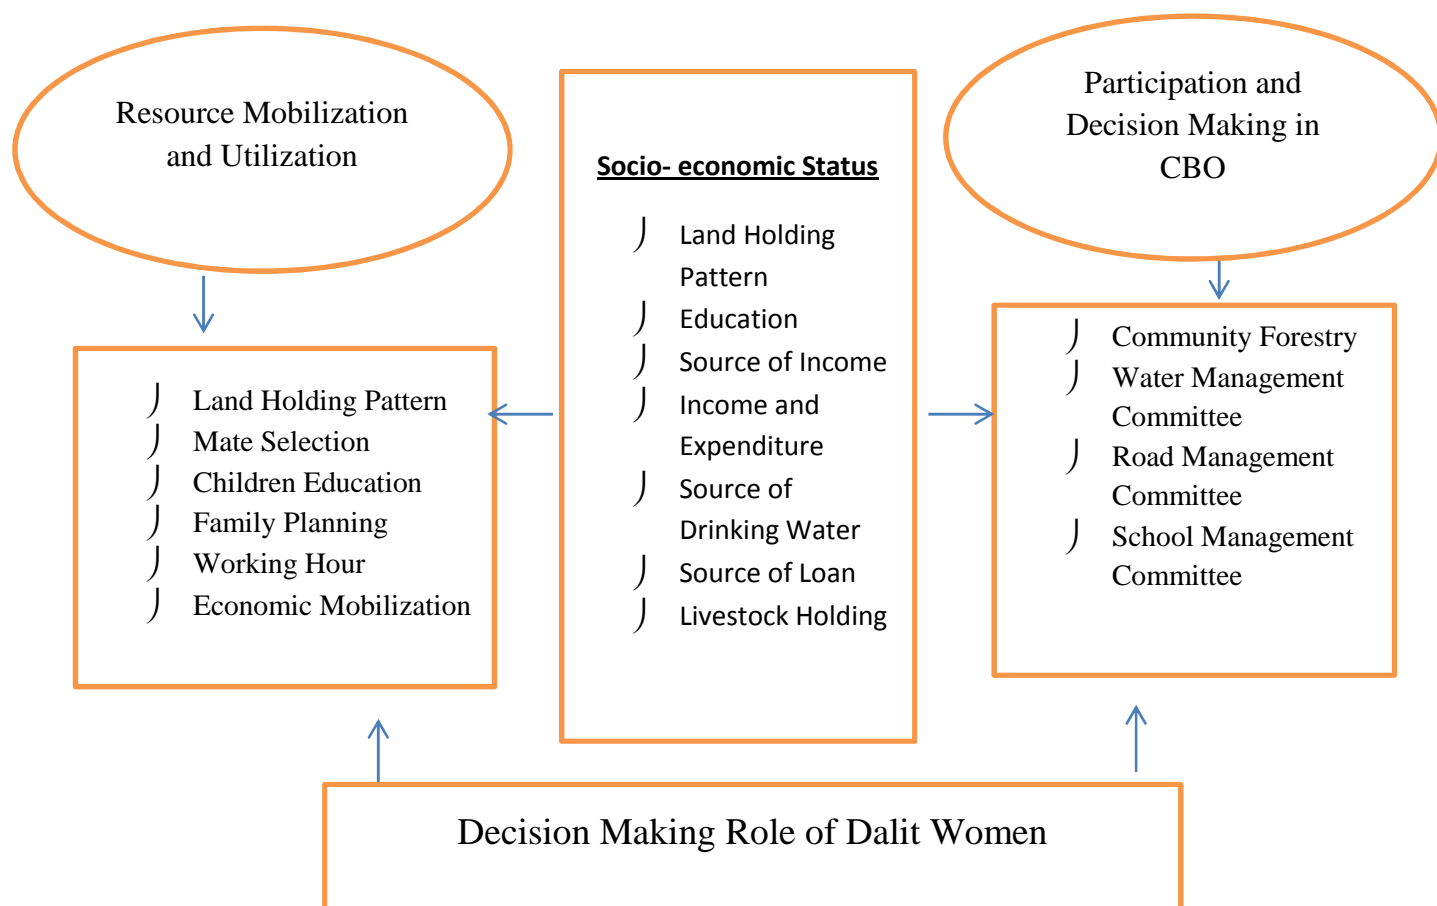 Resource Mobilization
and Utilization
Socio- economic Status
Land Holding
Pattern
Education
Source of Income
Income and
Expenditure
Source of
Drinking Water
Source of Loan
Livestock Holding
Participation and
Decision Making in
CBO
Land Holding Pattern
Mate Selection
Children Education
Family Planning
Working Hour
Economic Mobilization
Community Forestry
Water Management
Committee
Road Management
Committee
School Management
Committee
Decision Making Role of Dalit Women